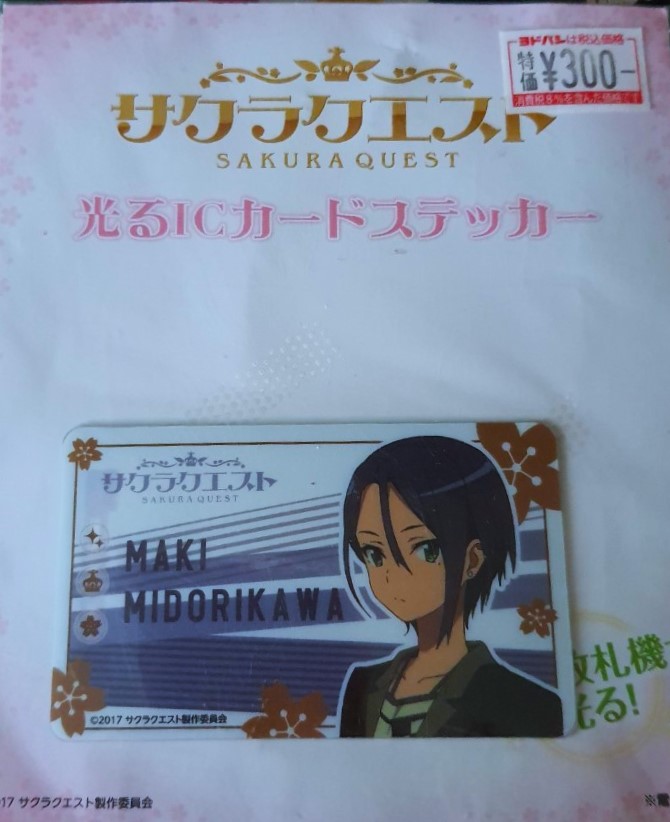 ヨドバシは税込価格
特価 ¥300-
消費税8%を含んだ価格です
サクラクエスト
SAKURA QUEST
光るICカードステッカー
サクラクエスト
SAKURA QUEST
MAKI
MIDORIKAWA
©2017 サクラクエスト製作委員会
改札機で
光る!
17 サクラクエスト製作委員会
※電